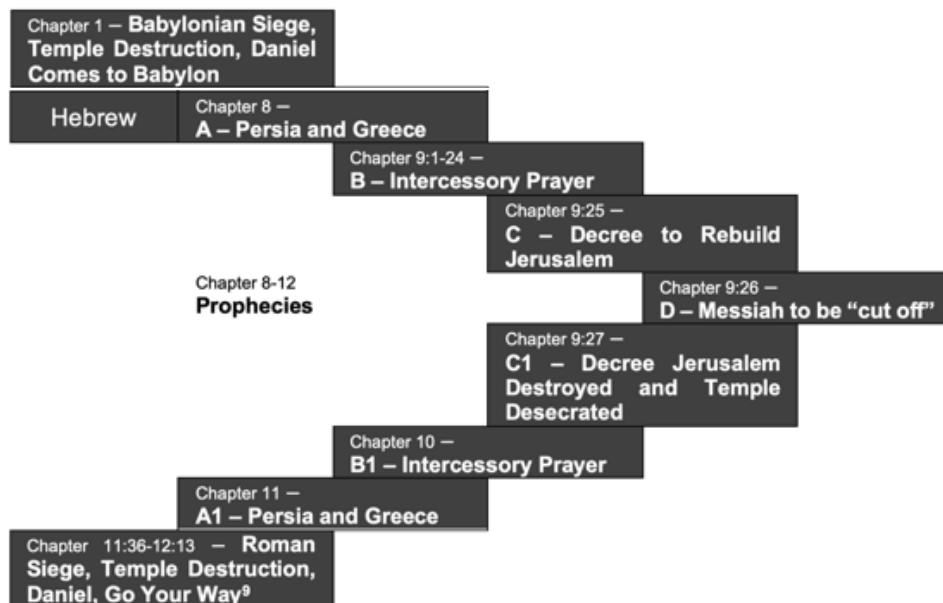 Chapter 1 – Babylonian Siege,
Temple Destruction, Daniel
Comes to Babylon
Hebrew
Chapter 8 –
A – Persia and Greece
Chapter 9:1-24 –
B – Intercessory Prayer
Chapter 9:25 –
C – Decree to Rebuild
Jerusalem
Chapter 8-12
Prophecies
Chapter 9:26 –
D – Messiah to be “cut off”
Chapter 9:27 –
C1 – Decree Jerusalem
Destroyed and Temple
Desecrated
Chapter 10 –
B1 – Intercessory Prayer
Chapter 11 –
A1 – Persia and Greece
Chapter 11:36-12:13 – Roman
Siege, Temple Destruction,
Daniel, Go Your Way⁹